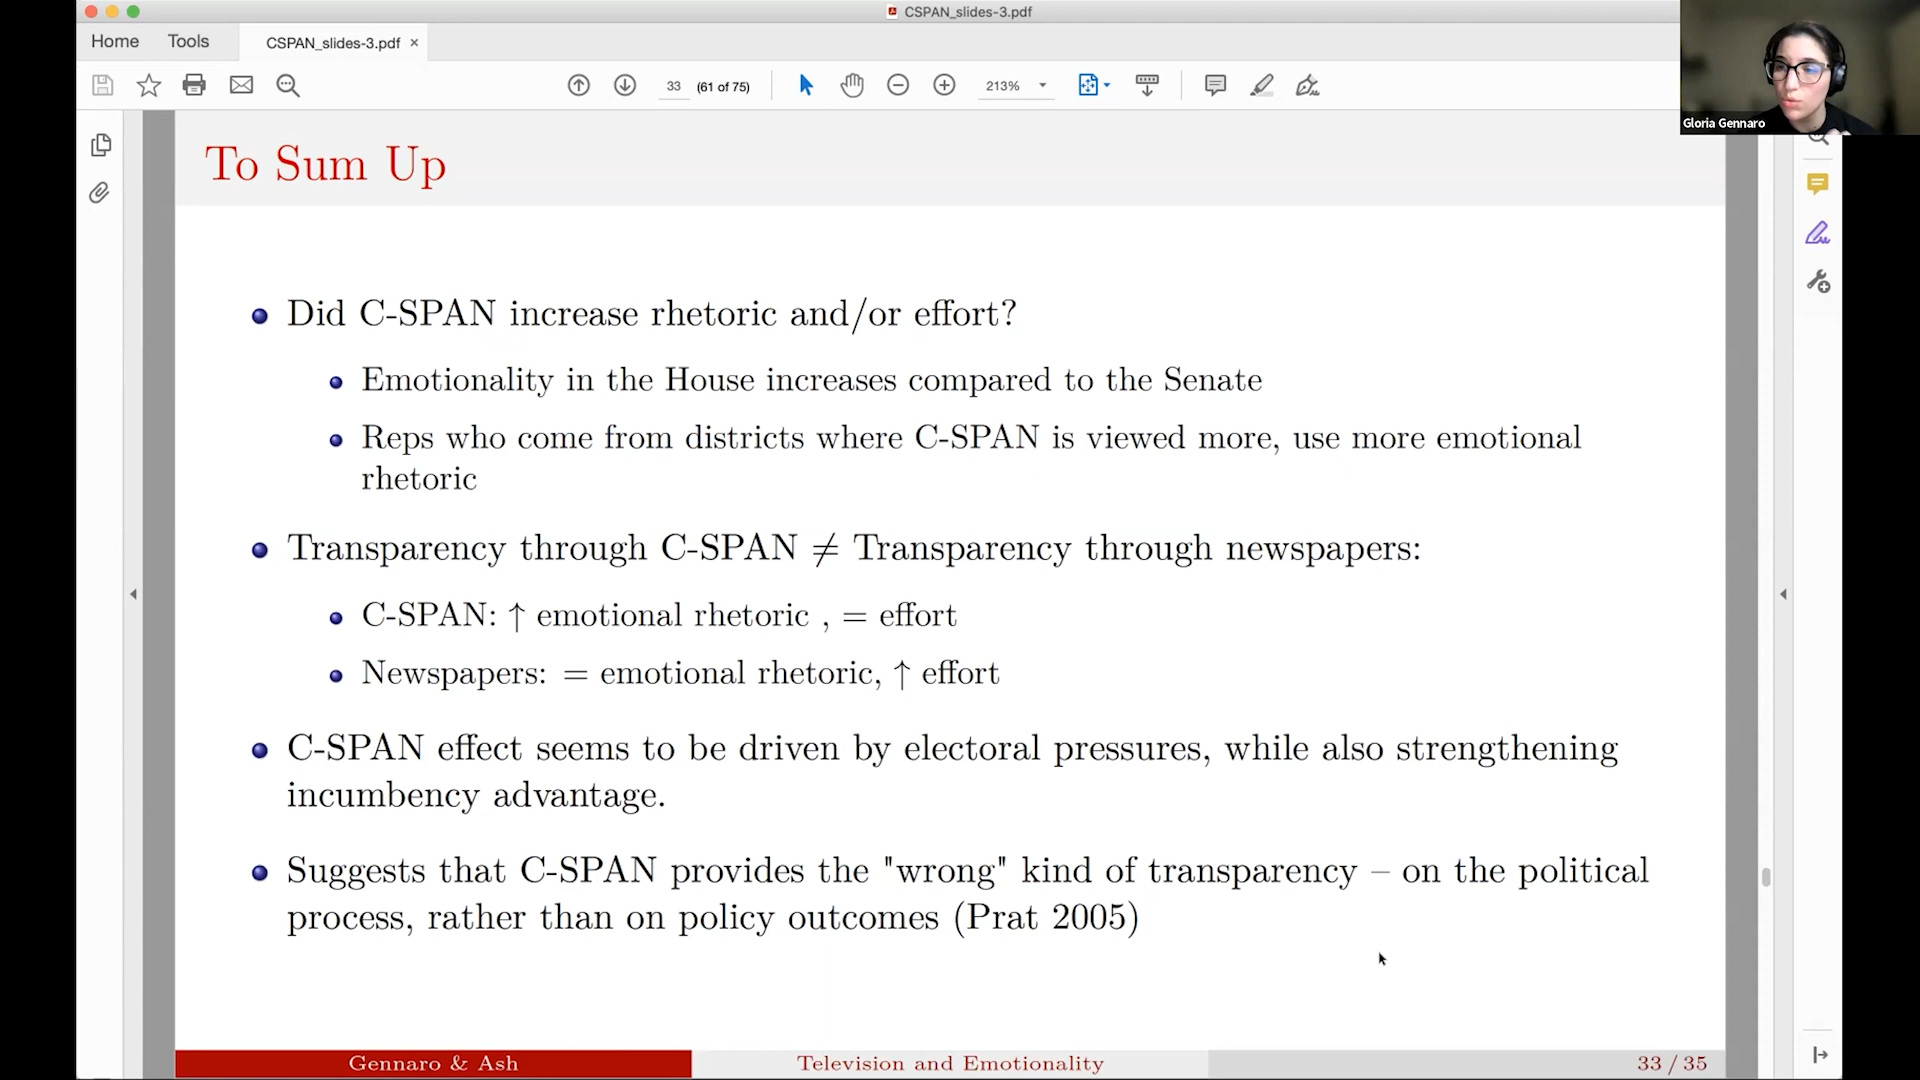 CSPAN_slides-3.pdf
Home
Tools
CSPAN_slides-3.pdf ×
33
(61 of 75)
213%
Gloria Gennaro
To Sum Up
Did C-SPAN increase rhetoric and/or effort?
Emotionality in the House increases compared to the Senate
Reps who come from districts where C-SPAN is viewed more, use more emotional
rhetoric
Transparency through C-SPAN ≠ Transparency through newspapers:
C-SPAN: ↑ emotional rhetoric , = effort
Newspapers: = emotional rhetoric, ↑ effort
C-SPAN effect seems to be driven by electoral pressures, while also strengthening
incumbency advantage.
Suggests that C-SPAN provides the "wrong" kind of transparency – on the political
process, rather than on policy outcomes (Prat 2005)
Gennaro & Ash
Television and Emotionality
33 / 35